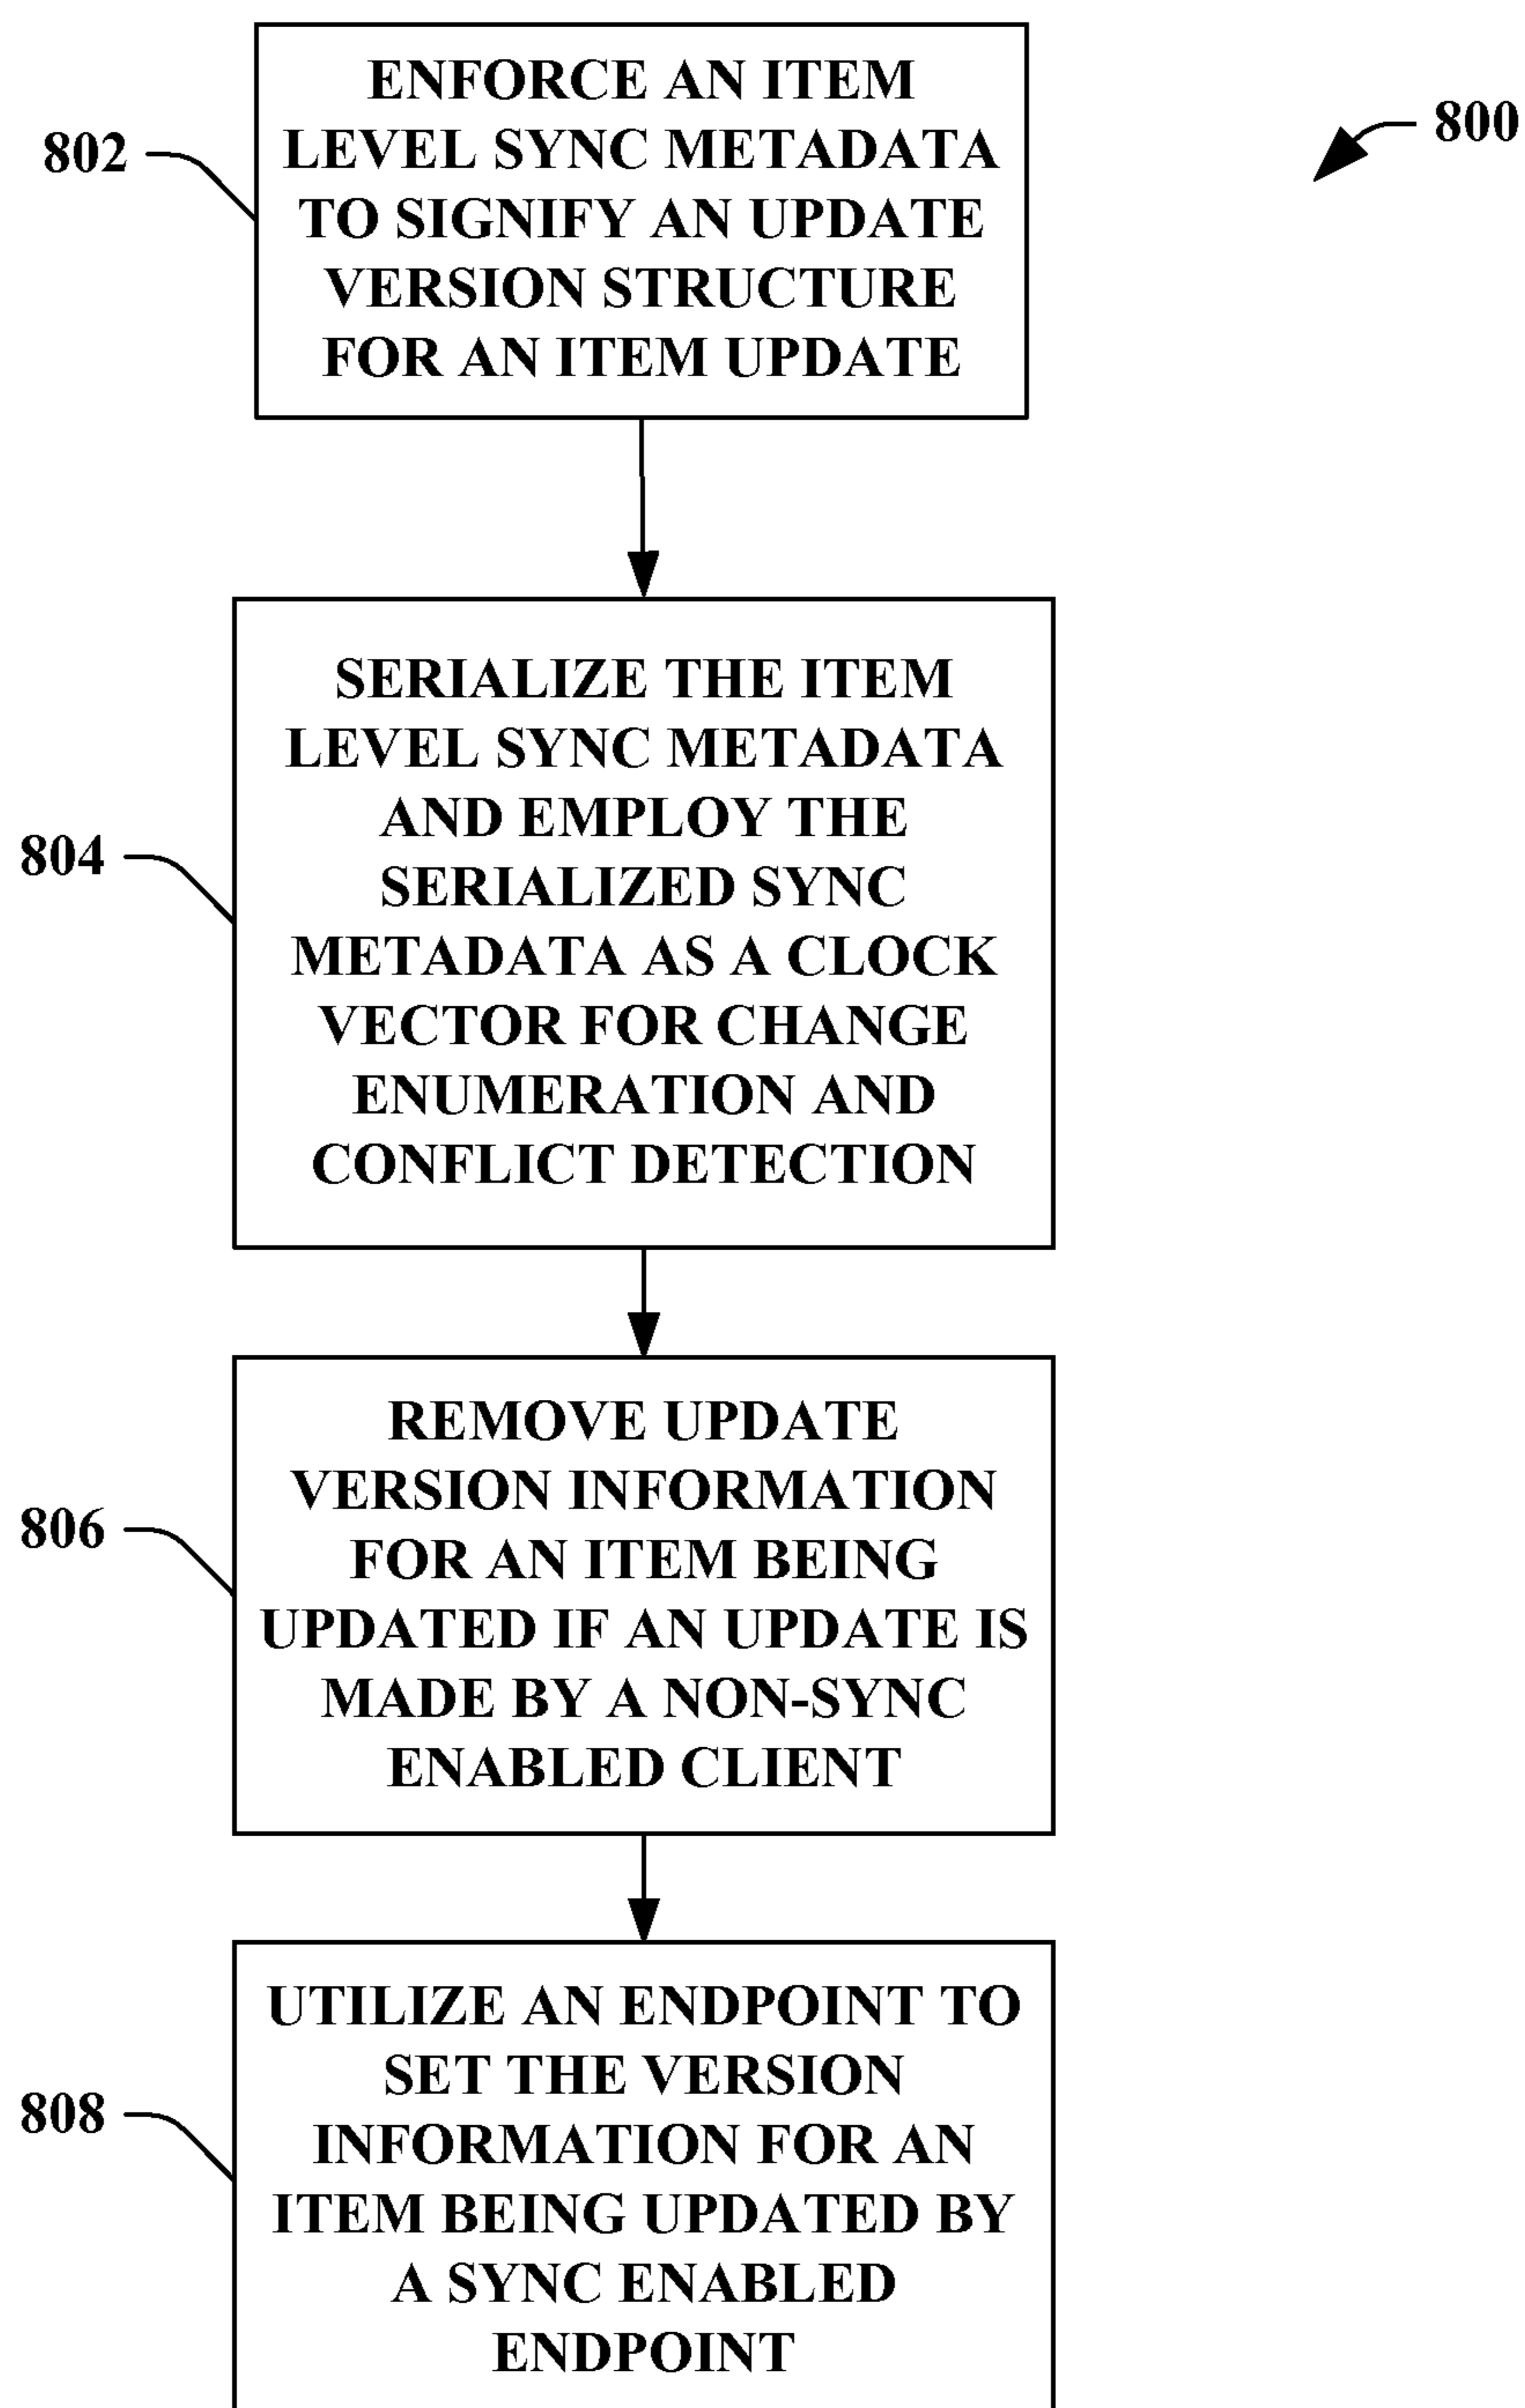 800
802
ENFORCE AN ITEM
LEVEL SYNC METADATA
TO SIGNIFY AN UPDATE
VERSION STRUCTURE
FOR AN ITEM UPDATE
804
SERIALIZE THE ITEM
LEVEL SYNC METADATA
AND EMPLOY THE
SERIALIZED SYNC
METADATA AS A CLOCK
VECTOR FOR CHANGE
ENUMERATION AND
CONFLICT DETECTION
806
REMOVE UPDATE
VERSION INFORMATION
FOR AN ITEM BEING
UPDATED IF AN UPDATE IS
MADE BY A NON-SYNC
ENABLED CLIENT
808
UTILIZE AN ENDPOINT TO
SET THE VERSION
INFORMATION FOR AN
ITEM BEING UPDATED BY
A SYNC ENABLED
ENDPOINT